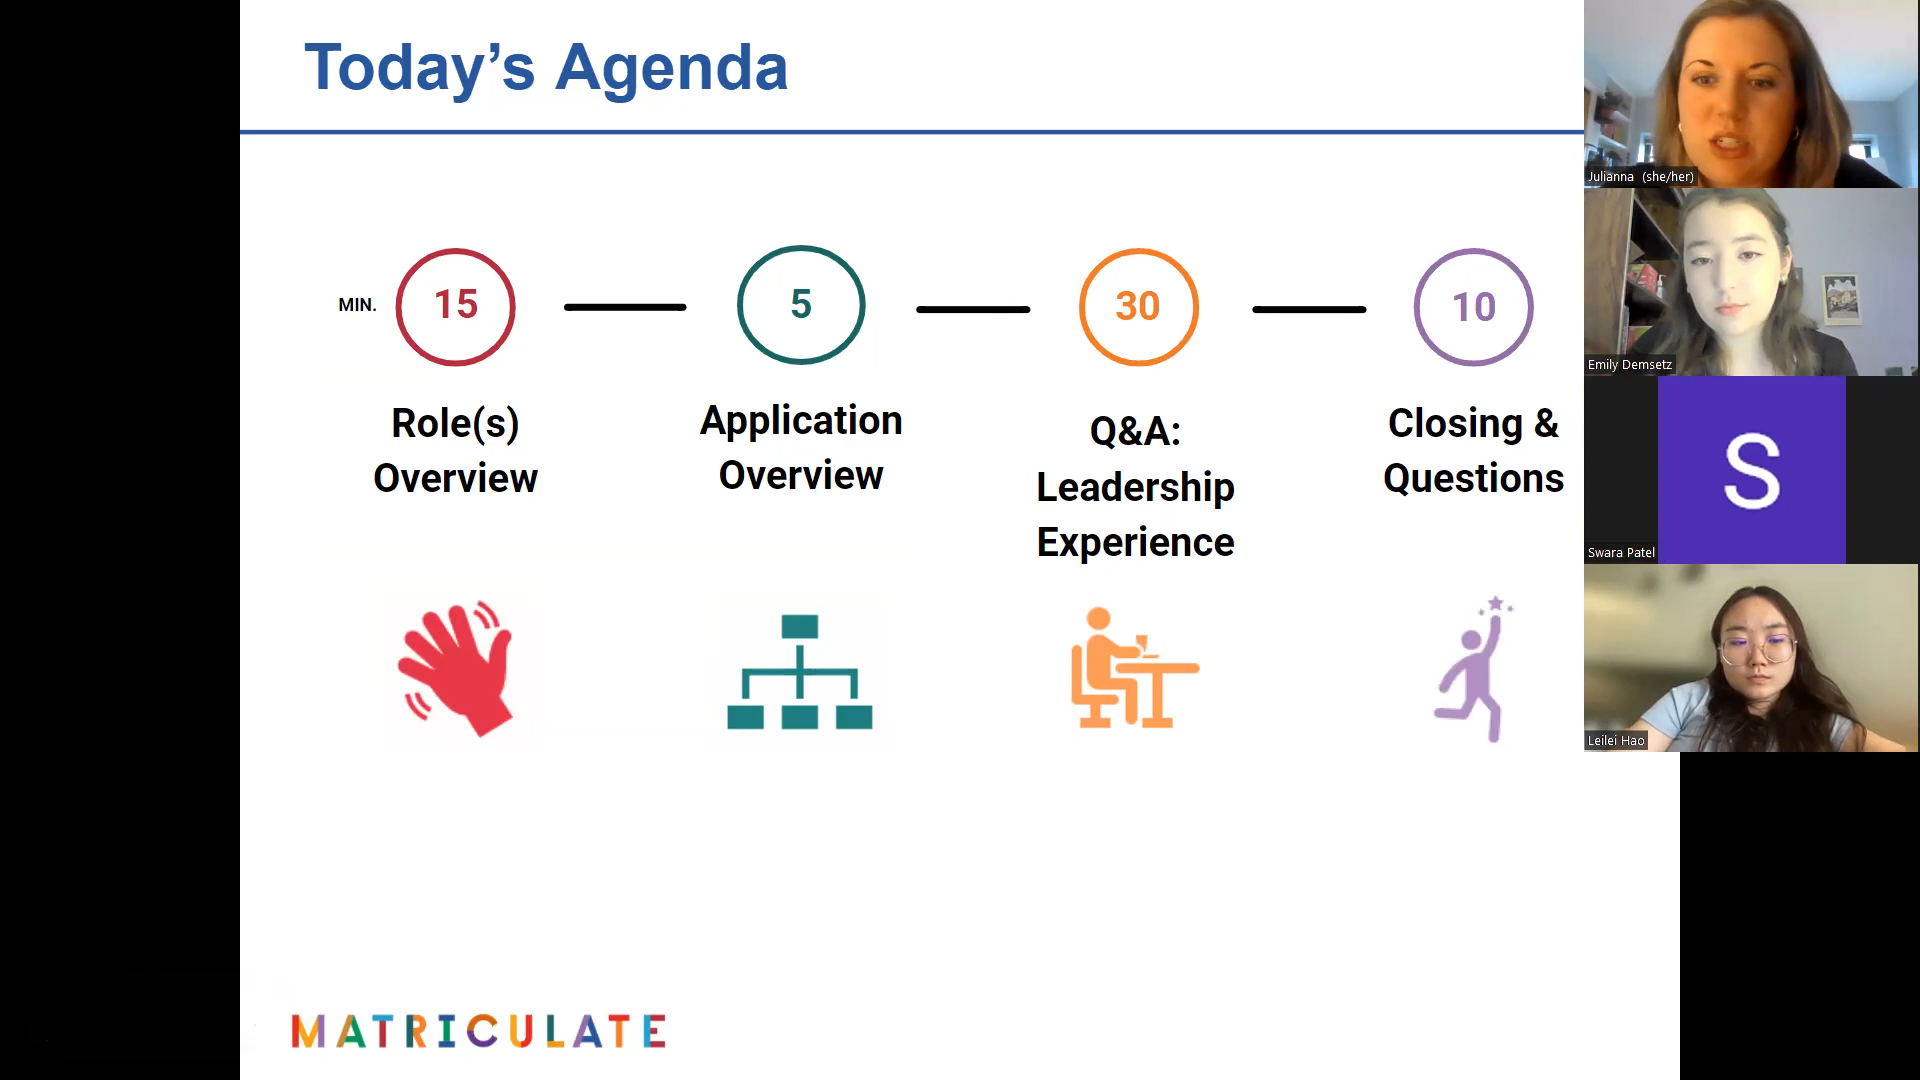 Today’s Agenda
MIN.
15
5
30
10
Role(s)
Overview
Application
Overview
Q&A:
Leadership
Experience
Closing &
Questions
MATRICULATE
Julianna (she/her)
Emily Demsetz
S
Swara Patel
Leilei Hao